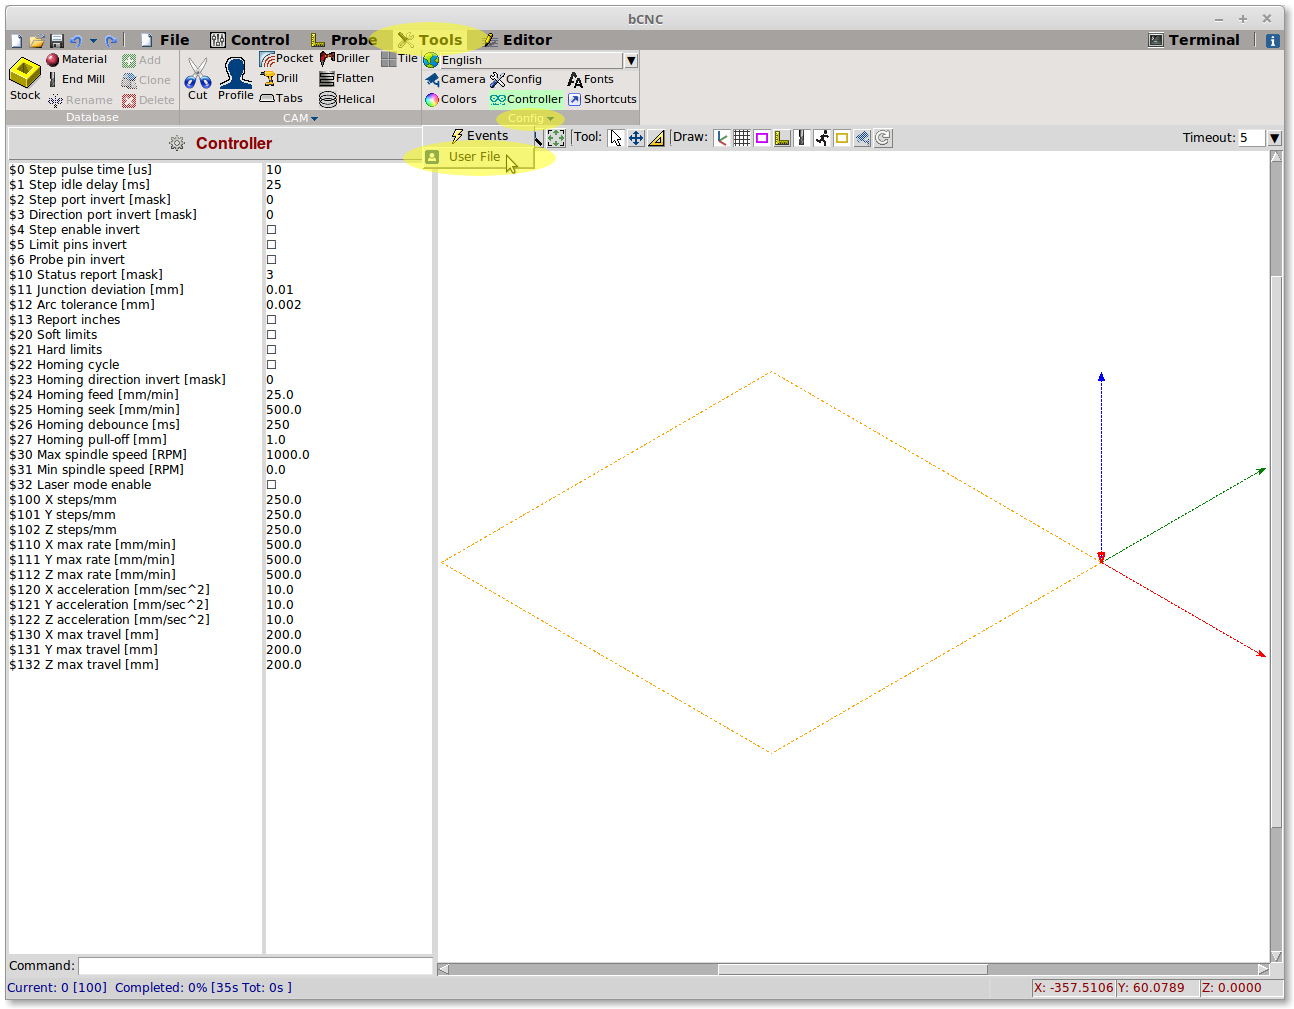 bCNC
File Control Probe Tools Editor Terminal
Stock Material End Mill Rename Add Clone Delete
Database
Cut Profile Pocket Drill Tabs Driller Flatten Helical Tile
CAM
English
Camera Config Fonts
Colors Controller Shortcuts
Config
Events
User File
Tool: Draw: Timeout: 5
Controller
$0 Step pulse time [us] 10
$1 Step idle delay [ms] 25
$2 Step port invert [mask] 0
$3 Direction port invert [mask] 0
$4 Step enable invert
$5 Limit pins invert
$6 Probe pin invert
$10 Status report [mask] 3
$11 Junction deviation [mm] 0.01
$12 Arc tolerance [mm] 0.002
$13 Report inches
$20 Soft limits
$21 Hard limits
$22 Homing cycle
$23 Homing direction invert [mask] 0
$24 Homing feed [mm/min] 25.0
$25 Homing seek [mm/min] 500.0
$26 Homing debounce [ms] 250
$27 Homing pull-off [mm] 1.0
$30 Max spindle speed [RPM] 1000.0
$31 Min spindle speed [RPM] 0.0
$32 Laser mode enable
$100 X steps/mm 250.0
$101 Y steps/mm 250.0
$102 Z steps/mm 250.0
$110 X max rate [mm/min] 500.0
$111 Y max rate [mm/min] 500.0
$112 Z max rate [mm/min] 500.0
$120 X acceleration [mm/sec^2] 10.0
$121 Y acceleration [mm/sec^2] 10.0
$122 Z acceleration [mm/sec^2] 10.0
$130 X max travel [mm] 200.0
$131 Y max travel [mm] 200.0
$132 Z max travel [mm] 200.0
Command:
Current: 0 [100] Completed: 0% [35s Tot: 0s ] X: -357.5106 Y: 60.0789 Z: 0.0000